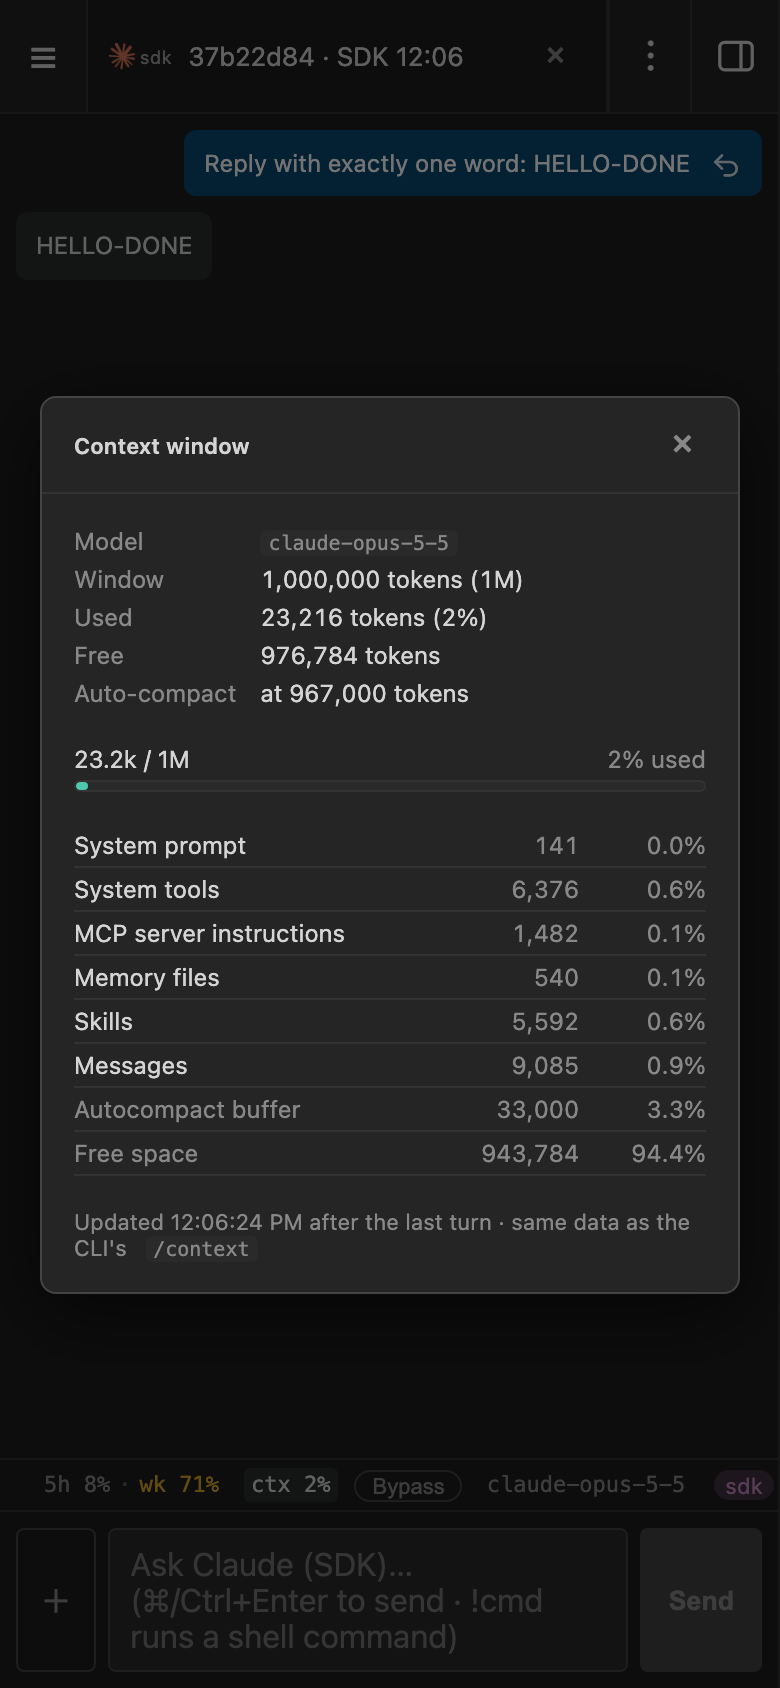 sdk 37b22d84 · SDK 12:06 ×
Reply with exactly one word: HELLO-DONE
HELLO-DONE
Context window ×
Model claude-opus-5-5
Window 1,000,000 tokens (1M)
Used 23,216 tokens (2%)
Free 976,784 tokens
Auto-compact at 967,000 tokens
23.2k / 1M 2% used
System prompt 141 0.0%
System tools 6,376 0.6%
MCP server instructions 1,482 0.1%
Memory files 540 0.1%
Skills 5,592 0.6%
Messages 9,085 0.9%
Autocompact buffer 33,000 3.3%
Free space 943,784 94.4%
Updated 12:06:24 PM after the last turn · same data as the
CLI's /context
5h 8% · wk 71% ctx 2% Bypass claude-opus-5-5 sdk
Ask Claude (SDK)...
(⌘/Ctrl+Enter to send · !cmd
runs a shell command)
+ Send